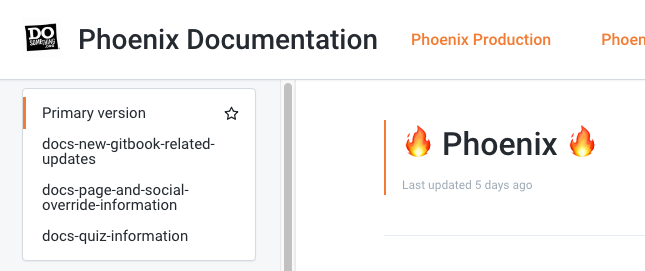 DO
SOMETHING
Phoenix Documentation
Phoenix Production
Phoen
Primary version
docs-new-gitbook-related-
updates
docs-page-and-social-
override-information
docs-quiz-information
🔥 Phoenix 🔥
Last updated 5 days ago